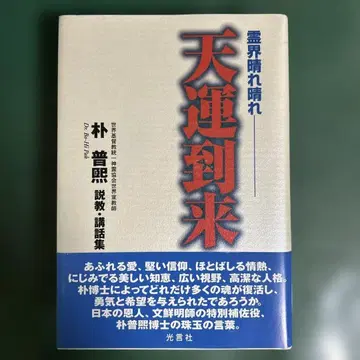 霊界晴れ晴れ――
天運到来
世界基督教統一神霊協会世界宣教師
朴普煕 説教・講話集
Dr. Bo-Hi Pak
あふれる愛、堅い信仰、ほとばしる情熱、
にじみでる美しい知恵、広い視野、高潔な人格。
朴博士によってどれだけ多くの魂が復活し、
勇気と希望を与えられたであろうか。
日本の恩人、文鮮明師の特別補佐役、
朴普煕博士の珠玉の言葉。
光言社